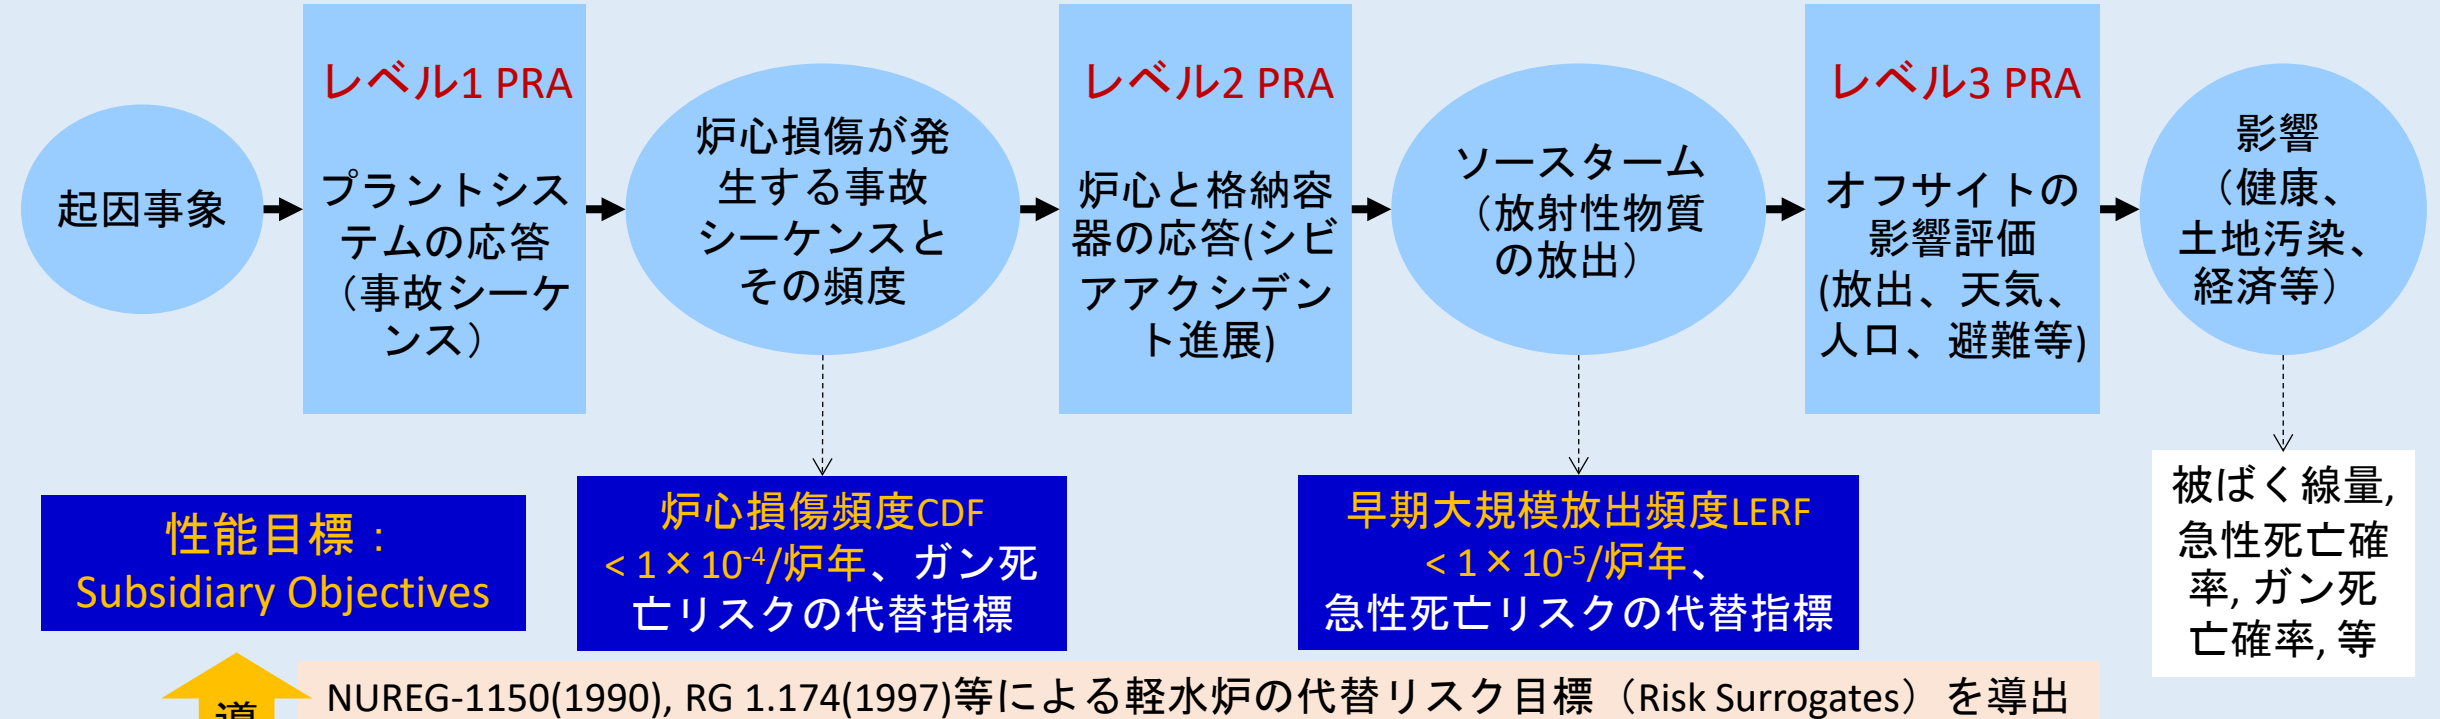 起因事象
レベル1 PRA
プラントシス
テムの応答
（事故シーケ
ンス）
炉心損傷が発
生する事故
シーケンスと
その頻度
レベル2 PRA
炉心と格納容
器の応答(シビ
アアクシデン
ト進展)
ソースターム
（放射性物質
の放出）
レベル3 PRA
オフサイトの
影響評価
(放出、天気、
人口、避難等)
影響
（健康、
土地汚染、
経済等）
性能目標：
Subsidiary Objectives
炉心損傷頻度CDF
< 1×10⁻⁴/炉年、ガン死
亡リスクの代替指標
早期大規模放出頻度LERF
< 1×10⁻⁵/炉年、
急性死亡リスクの代替指標
被ばく線量,
急性死亡確
率, ガン死
亡確率, 等
NUREG-1150(1990), RG 1.174(1997)等による軽水炉の代替リスク目標（Risk Surrogates）を導出